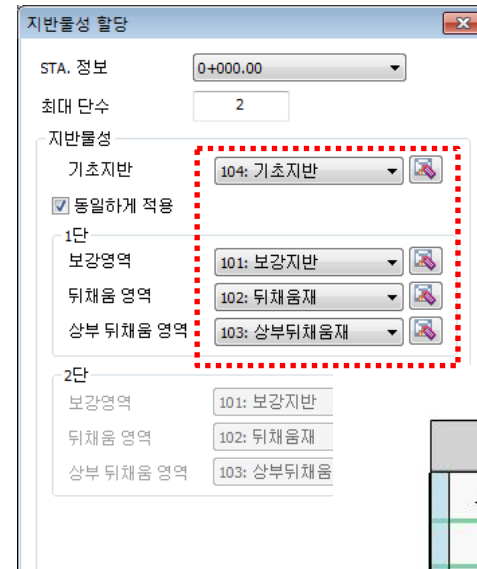 지반물성 할당
STA. 정보 0+000.00
최대 단수 2
지반물성
기초지반 104: 기초지반
동일하게 적용
1단
보강영역 101: 보강지반
뒤채움 영역 102: 뒤채움재
상부 뒤채움 영역 103: 상부뒤채움재
2단
보강영역 101: 보강지반
뒤채움 영역 102: 뒤채움재
상부 뒤채움 영역 103: 상부뒤채움